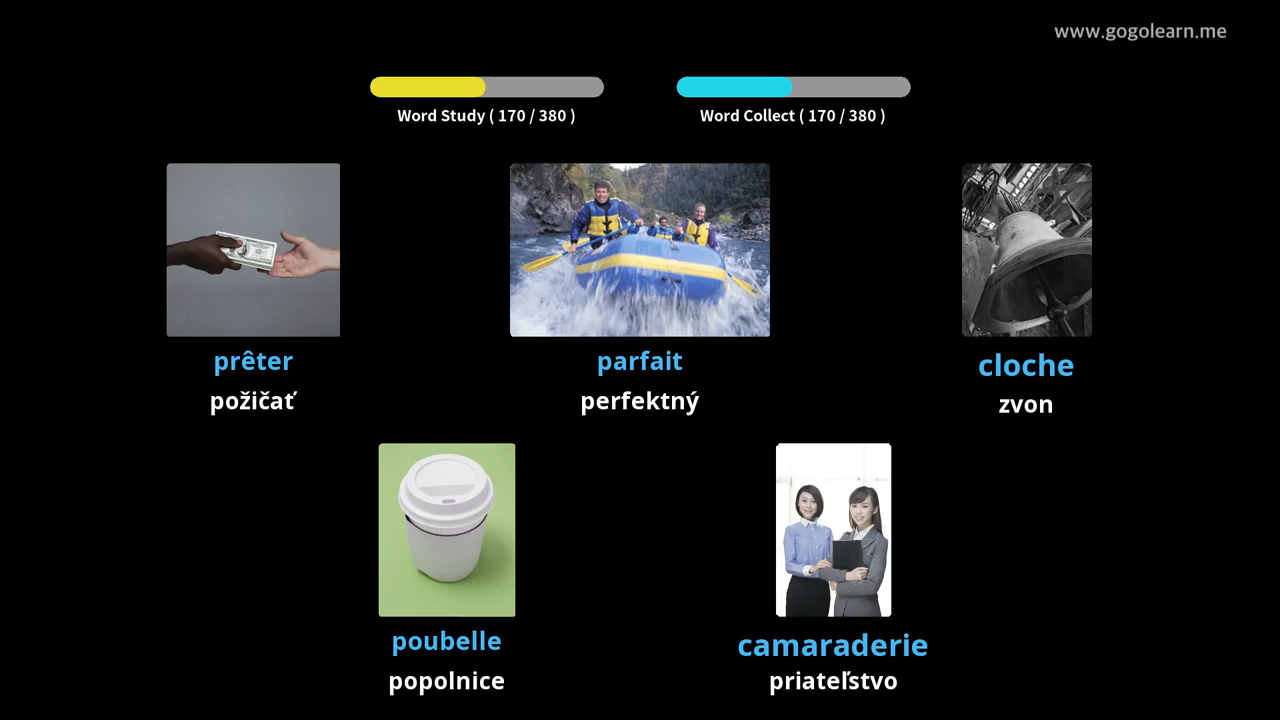 www.gogolearn.me
Word Study ( 170 / 380 )
Word Collect ( 170 / 380 )
prêter
požičať
parfait
perfektný
cloche
zvon
poubelle
popolnice
camaraderie
priateľstvo